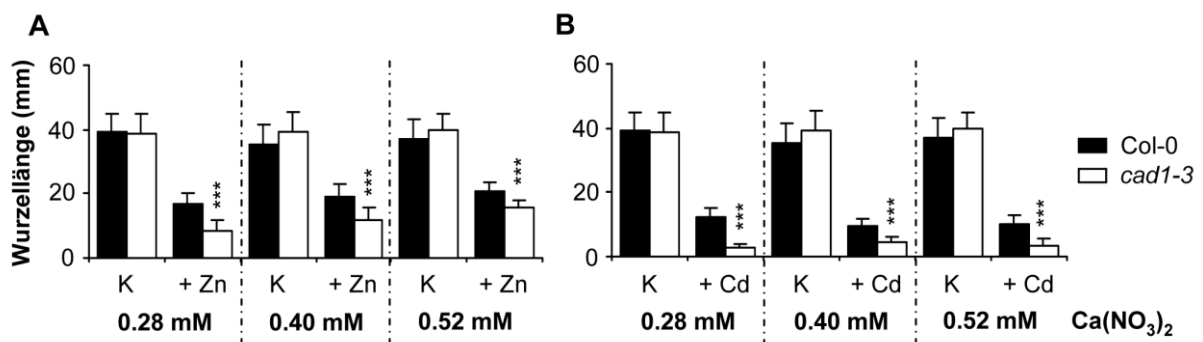 A
B
Wurzellänge (mm)
60
40
20
0
***
***
***
K
+ Zn
K
+ Zn
K
+ Zn
0.28 mM
0.40 mM
0.52 mM
60
40
20
0
***
***
***
K
+ Cd
K
+ Cd
K
+ Cd
0.28 mM
0.40 mM
0.52 mM
Ca(NO₃)₂
Col-0
cad1-3